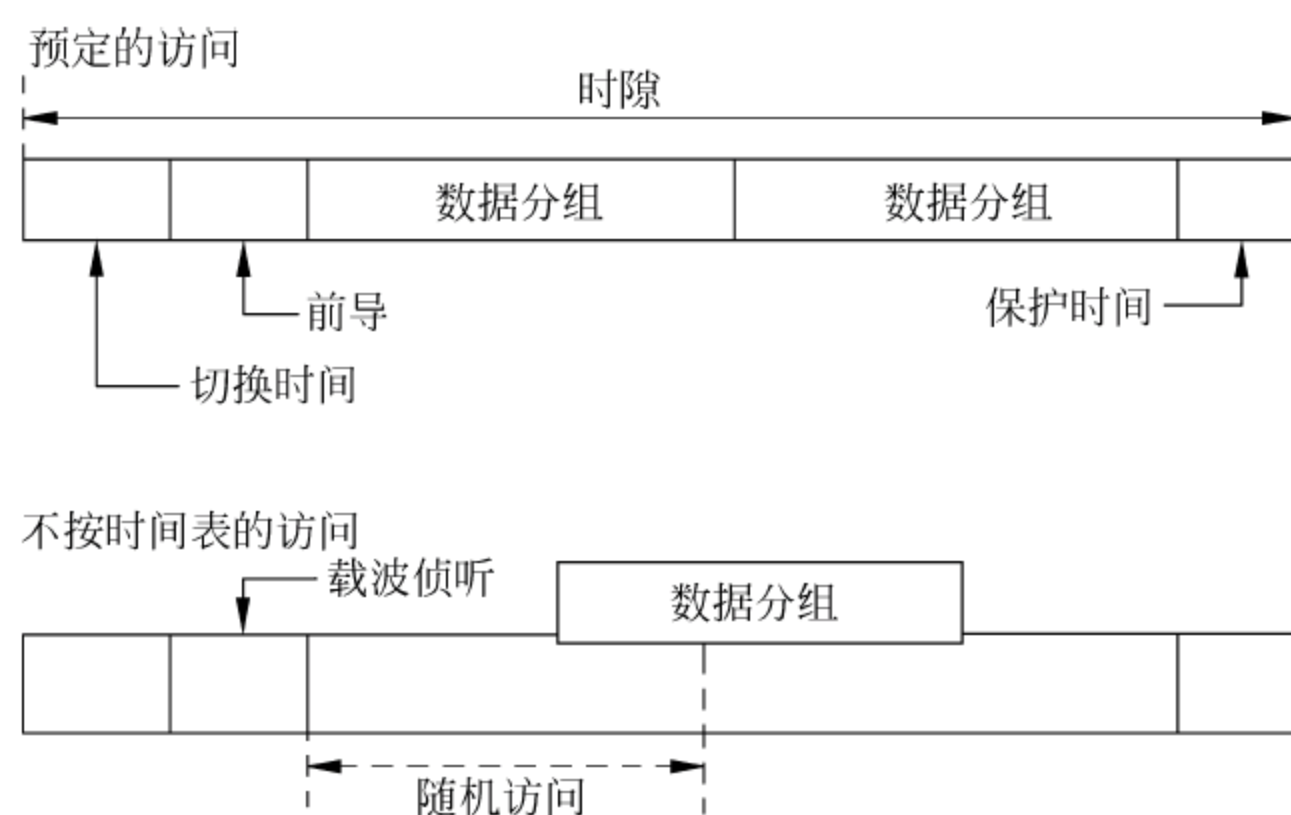 预定的访问
时隙
数据分组 数据分组
前导
保护时间
切换时间
不按时间表的访问
载波侦听
数据分组
随机访问